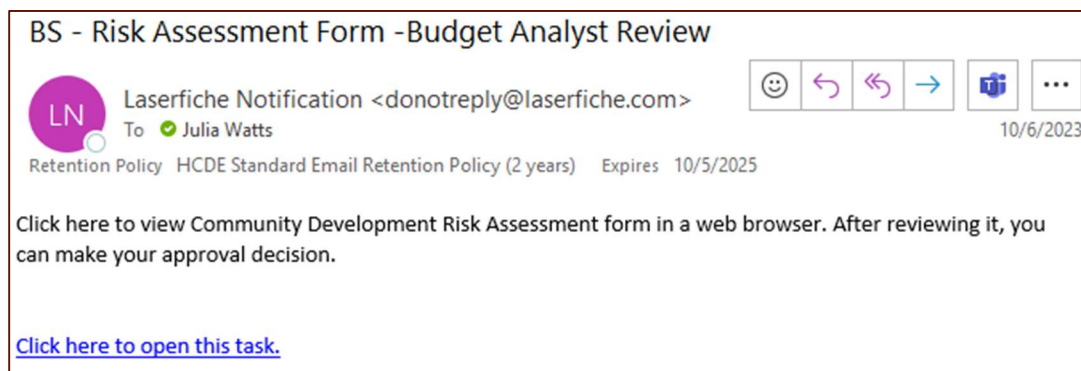 BS - Risk Assessment Form -Budget Analyst Review
LN
Laserfiche Notification <donotreply@laserfiche.com>
To Julia Watts
10/6/2023
Retention Policy HCDE Standard Email Retention Policy (2 years) Expires 10/5/2025
Click here to view Community Development Risk Assessment form in a web browser. After reviewing it, you
can make your approval decision.
Click here to open this task.